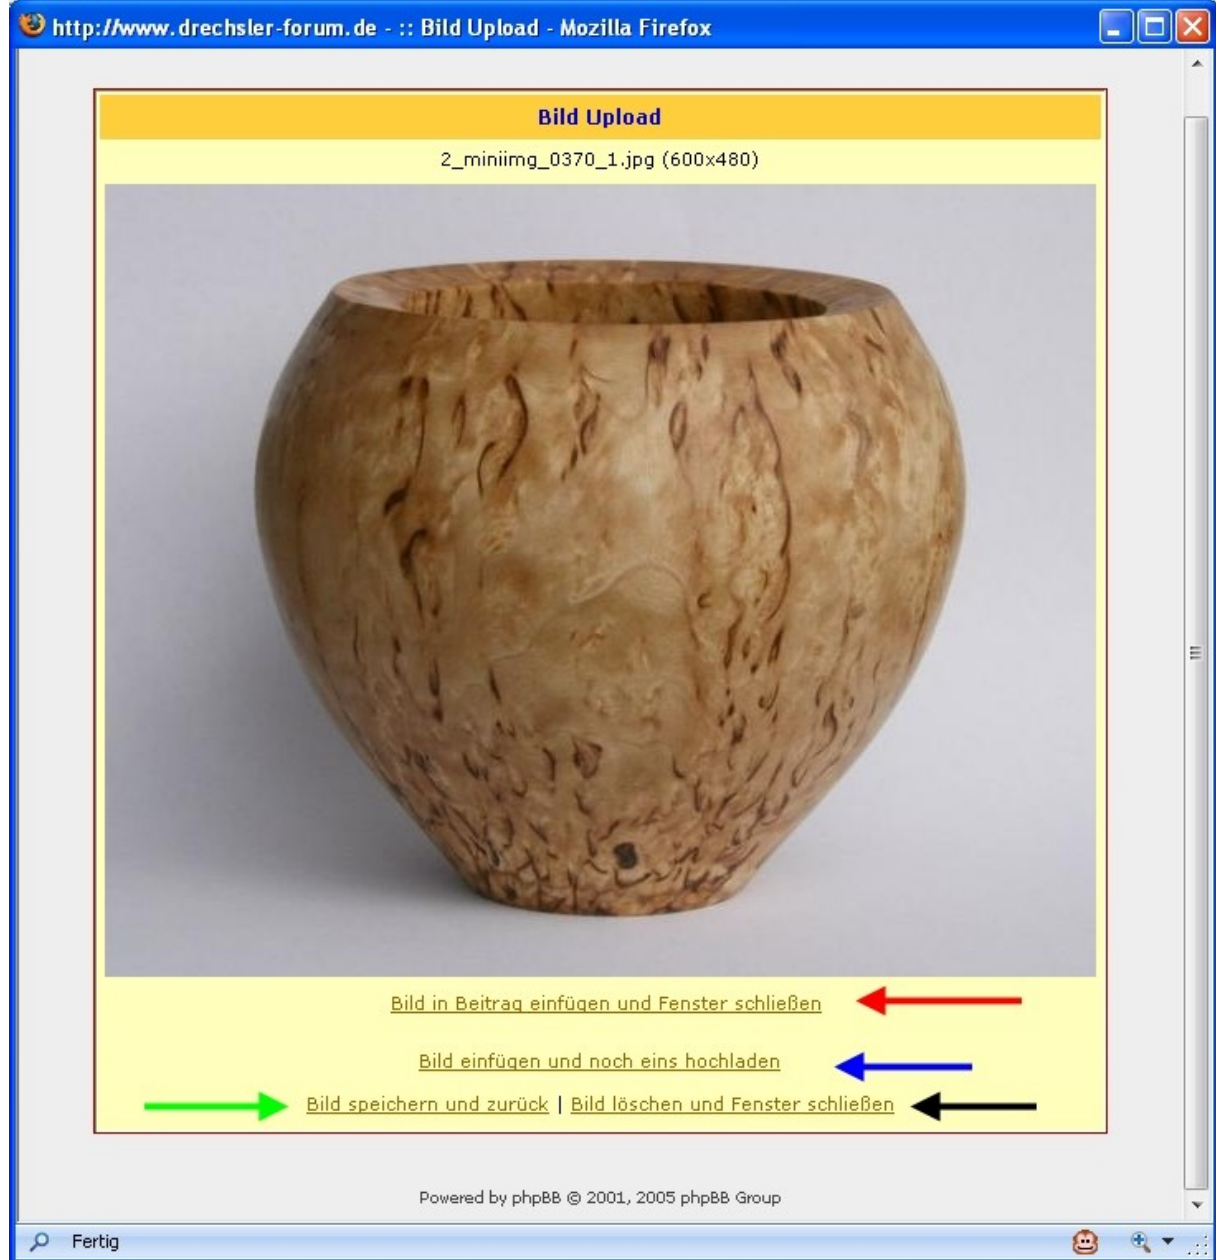 http://www.drechsler-forum.de - :: Bild Upload - Mozilla Firefox
Bild Upload
2_miniimg_0370_1.jpg (600x480)
Bild in Beitrag einfügen und Fenster schließen
Bild einfügen und noch eins hochladen
Bild speichern und zurück | Bild löschen und Fenster schließen
Powered by phpBB © 2001, 2005 phpBB Group
Fertig